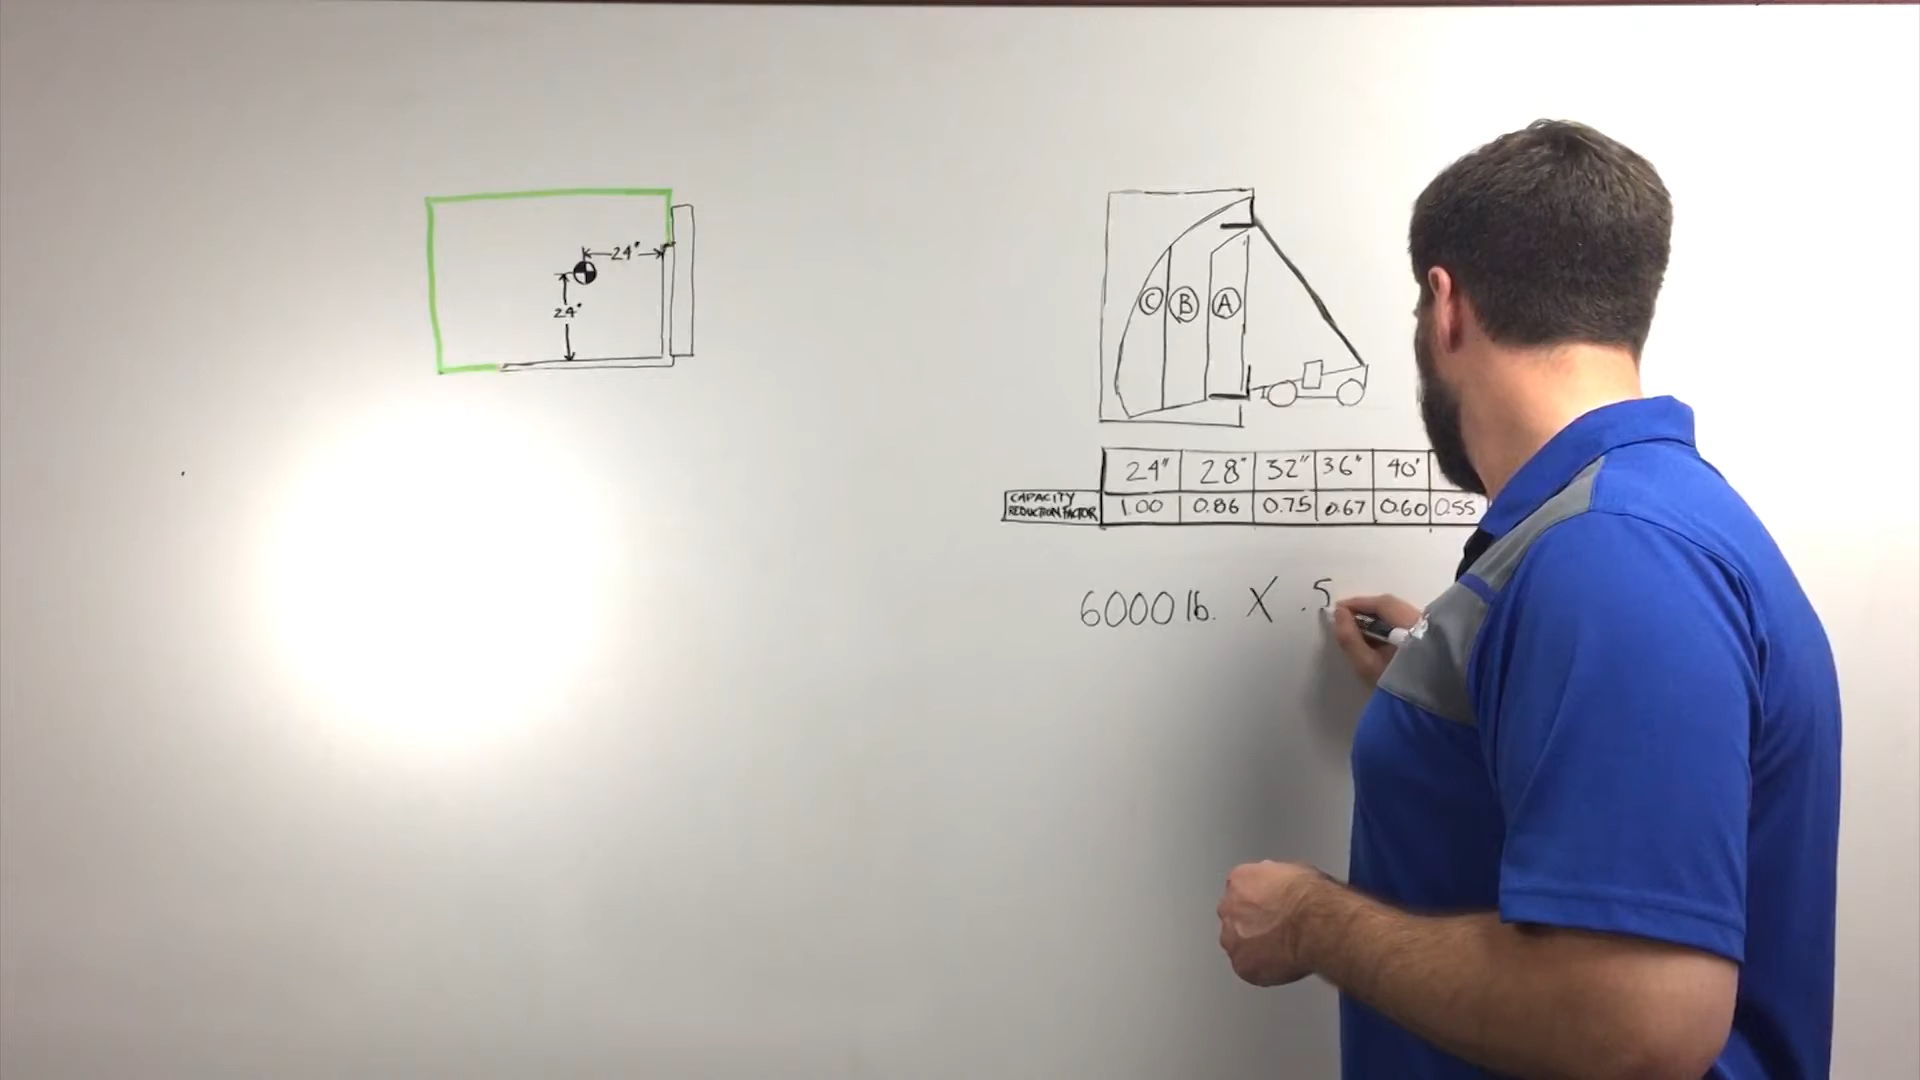 24"
24"
C B A
24" 28" 32" 36" 40'
CAPACITY
REDUCTION FACTOR
1.00 0.86 0.75 0.67 0.60 0.55
6000 lb. X .5